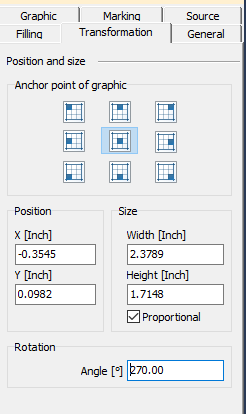 Graphic Marking Source
Filling Transformation General
Position and size
Anchor point of graphic
Position Size
X [Inch] Width [Inch]
-0.3545 2.3789
Y [Inch] Height [Inch]
0.0982 1.7148
Proportional
Rotation
Angle [°] 270.00